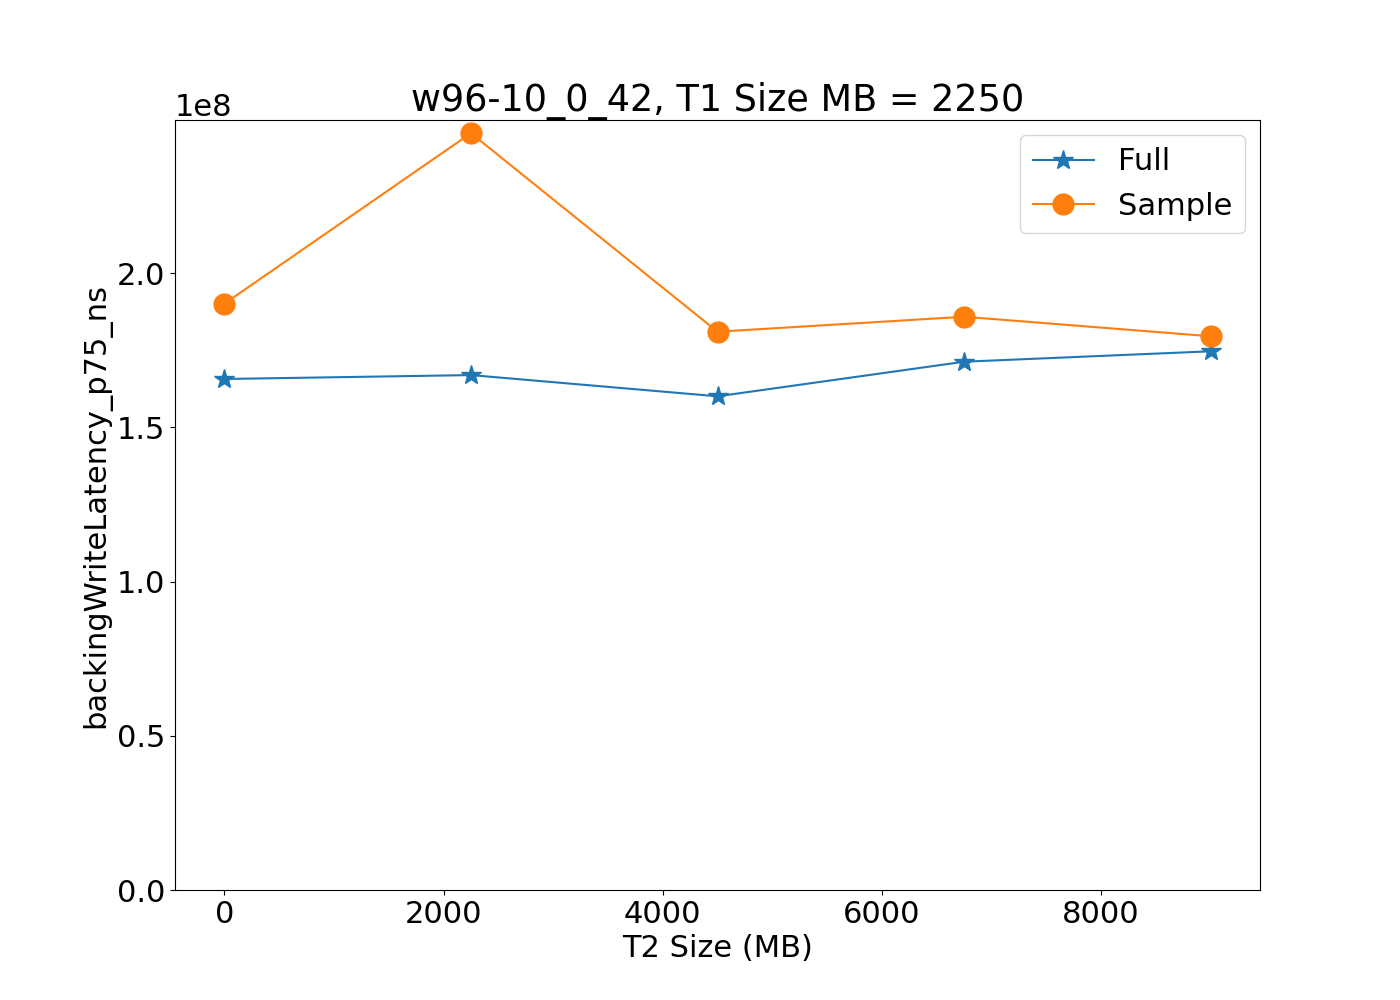 w96-10_0_42, T1 Size MB = 2250
1e8
Full
Sample
backingWriteLatency_p75_ns
2.0
1.5
1.0
0.5
0.0
0 2000 4000 6000 8000
T2 Size (MB)